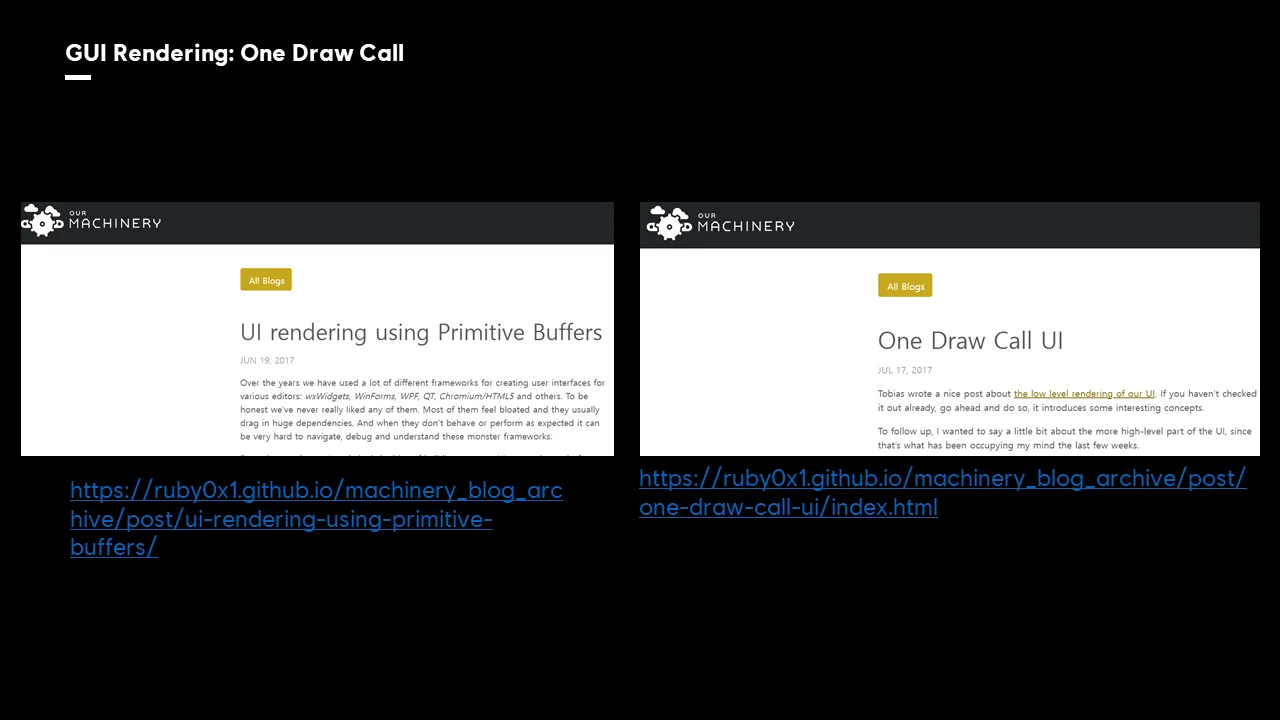 GUI Rendering: One Draw Call
OUR
MACHINERY
All Blogs
UI rendering using Primitive Buffers
JUN 19, 2017
Over the years we have used a lot of different frameworks for creating user interfaces for
various editors: wxWidgets, WinForms, WPF, QT, Chromium/HTML5 and others. To be
honest we've never really liked any of them. Most of them feel bloated and they usually
drag in huge dependencies. And when they don't behave or perform as expected it can
be very hard to navigate, debug and understand these monster frameworks.
https://ruby0x1.github.io/machinery_blog_arc
hive/post/ui-rendering-using-primitive-
buffers/
OUR
MACHINERY
All Blogs
One Draw Call UI
JUL 17, 2017
Tobias wrote a nice post about the low level rendering of our UI. If you haven't checked
it out already, go ahead and do so, it introduces some interesting concepts.
To follow up, I wanted to say a little bit about the more high-level part of the UI, since
that's what has been occupying my mind the last few weeks.
https://ruby0x1.github.io/machinery_blog_archive/post/
one-draw-call-ui/index.html